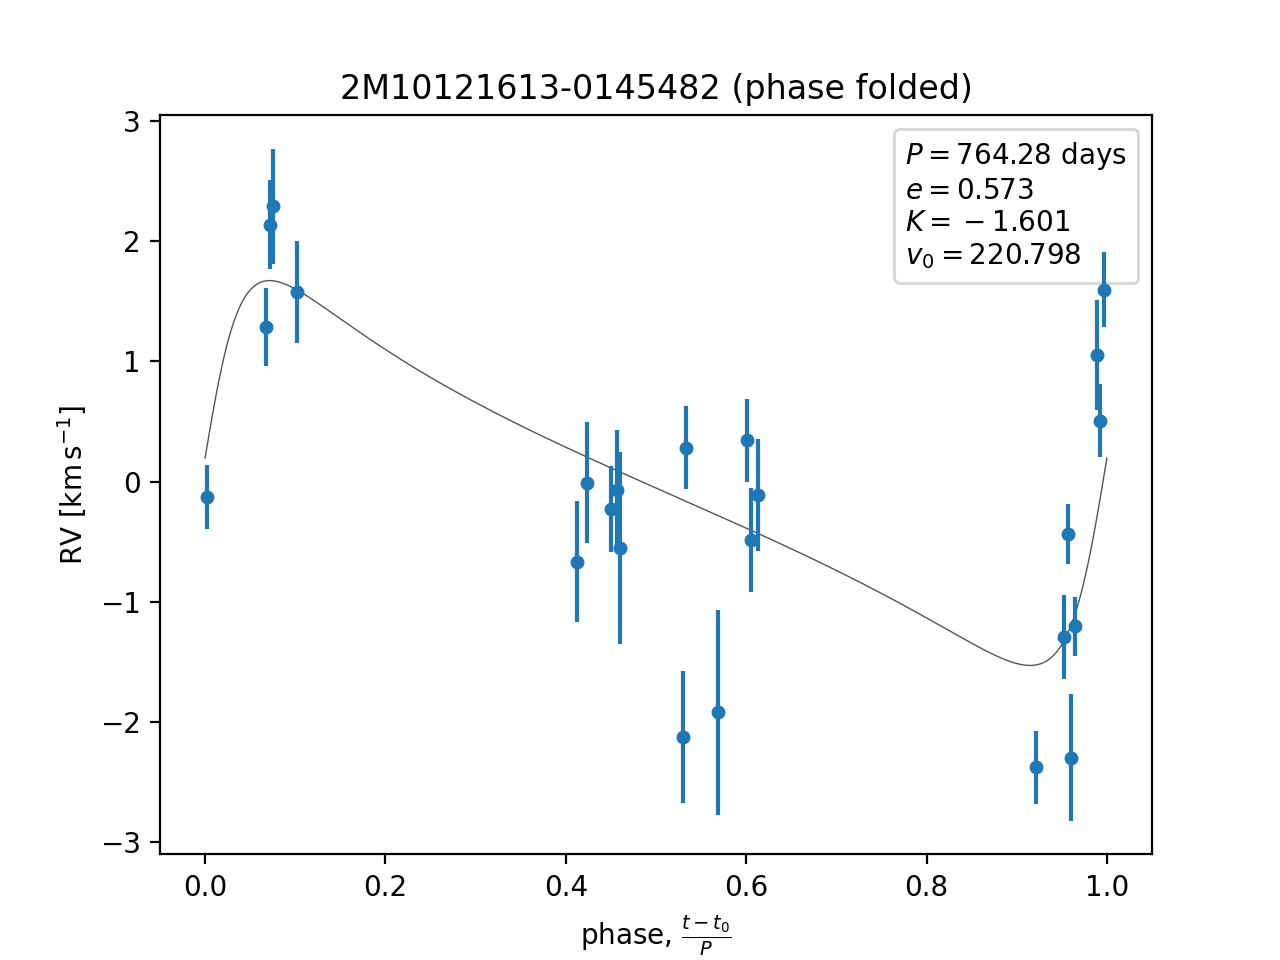 2M10121613-0145482 (phase folded)
P = 764.28 days
e = 0.573
K = −1.601
v₀ = 220.798
RV [km s⁻¹]
3
2
1
0
−1
−2
−3
0.0 0.2 0.4 0.6 0.8 1.0
phase, (t − t₀)/P